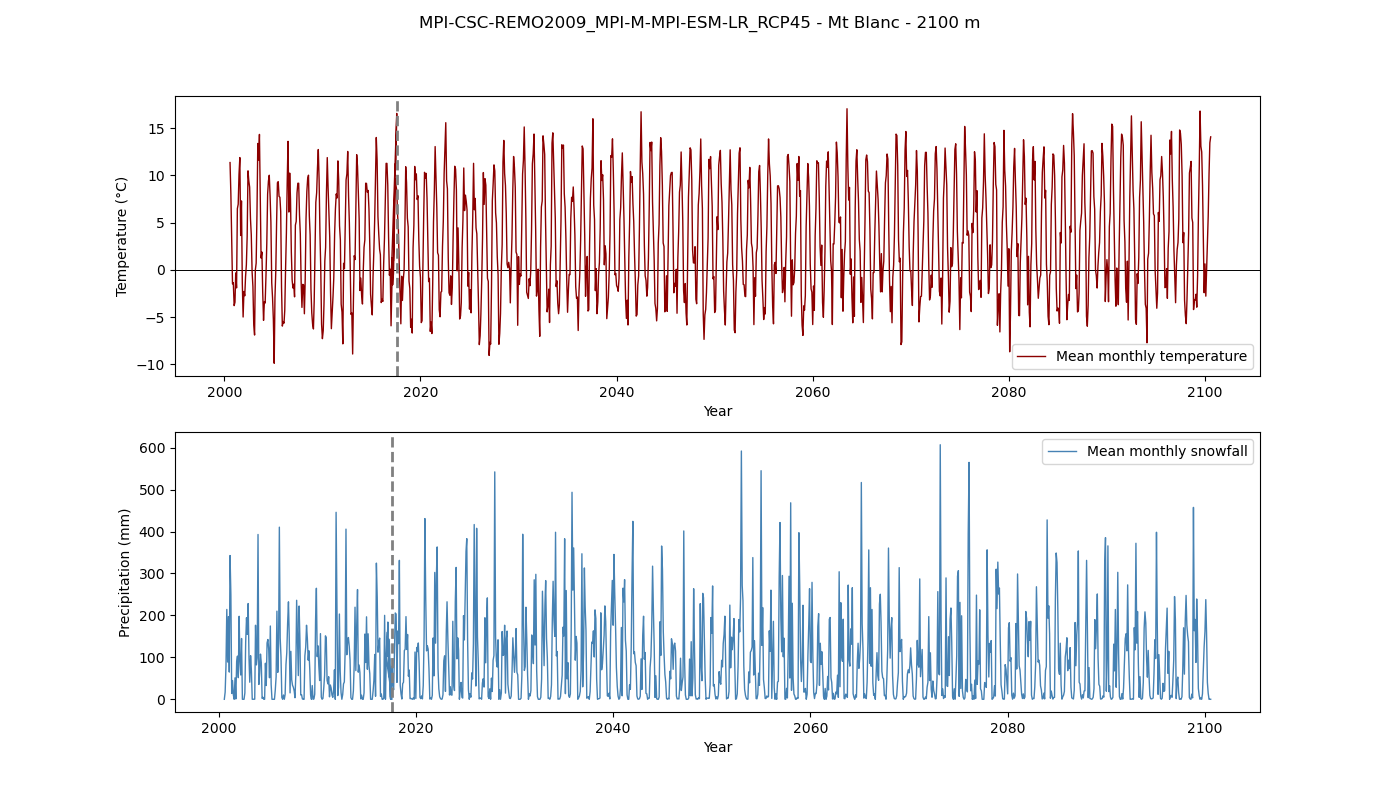 MPI-CSC-REMO2009_MPI-M-MPI-ESM-LR_RCP45 - Mt Blanc - 2100 m
Temperature (°C)
15
10
5
0
−5
−10
Mean monthly temperature
2000 2020 2040 2060 2080 2100
Year
Precipitation (mm)
600
500
400
300
200
100
0
Mean monthly snowfall
2000 2020 2040 2060 2080 2100
Year